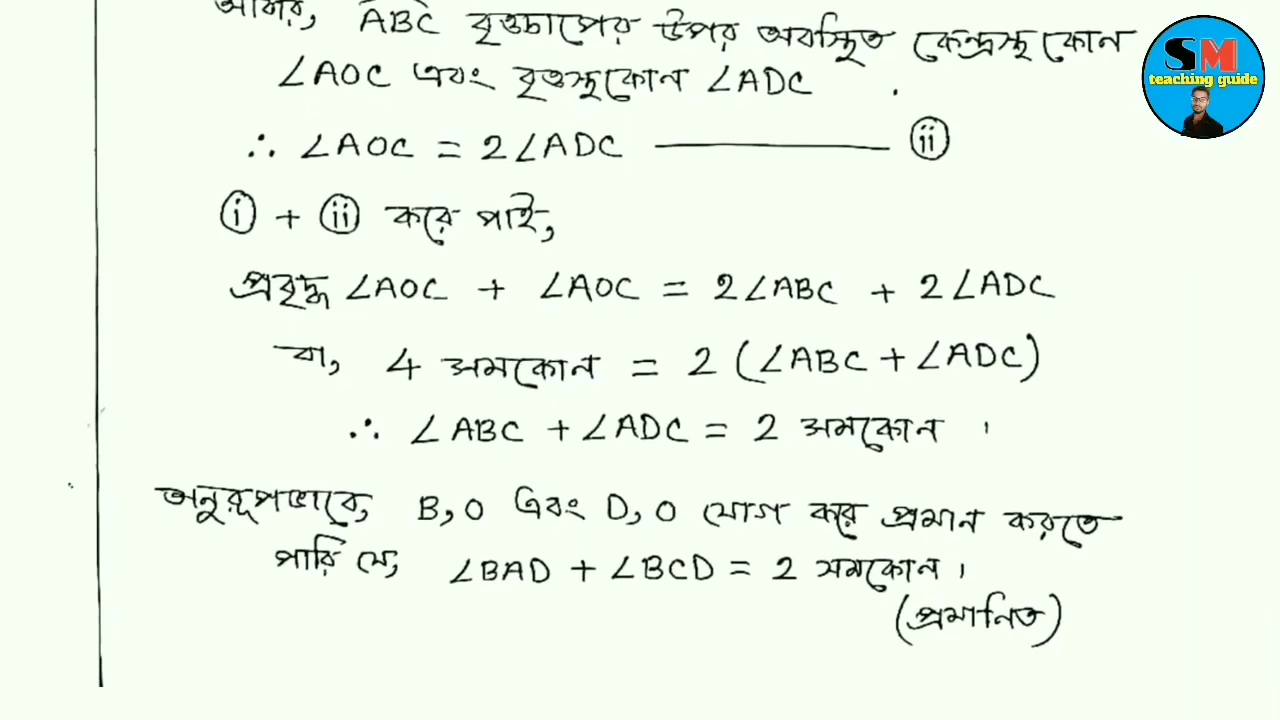 আবার, ABC বৃত্তচাপের উপর অবস্থিত কেন্দ্রস্থ কোন
∠AOC এবং বৃত্তস্থ কোন ∠ADC .
∴ ∠AOC = 2∠ADC ——— ⅱ
ⓘ + ⅱ করে পাই,
প্রবৃদ্ধ ∠AOC + ∠AOC = 2∠ABC + 2∠ADC
বা, 4 সমকোন = 2 (∠ABC + ∠ADC)
∴ ∠ABC + ∠ADC = 2 সমকোন ।
অনুরূপভাবে, B, O এবং D, O যোগ করে প্রমান করতে
পারি যে, ∠BAD + ∠BCD = 2 সমকোন ।
(প্রমানিত)
SM
teaching guide